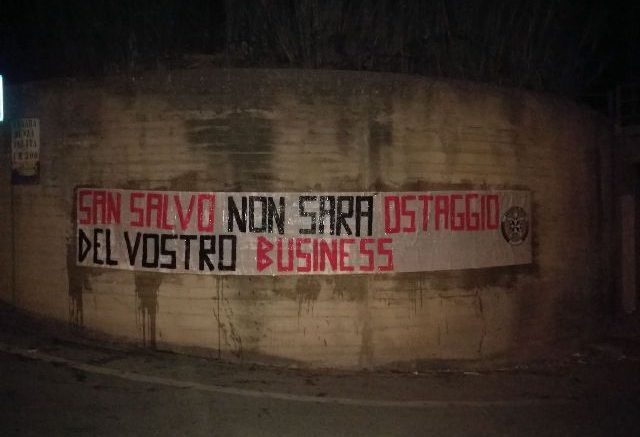 SAN SALVO NON SARA OSTAGGIO
DEL VOSTRO BUSINESS